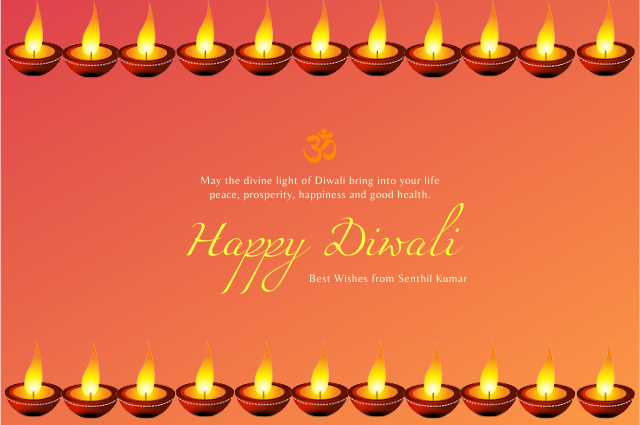 ॐ
May the divine light of Diwali bring into your life
peace, prosperity, happiness and good health.
Happy Diwali
Best Wishes from Senthil Kumar